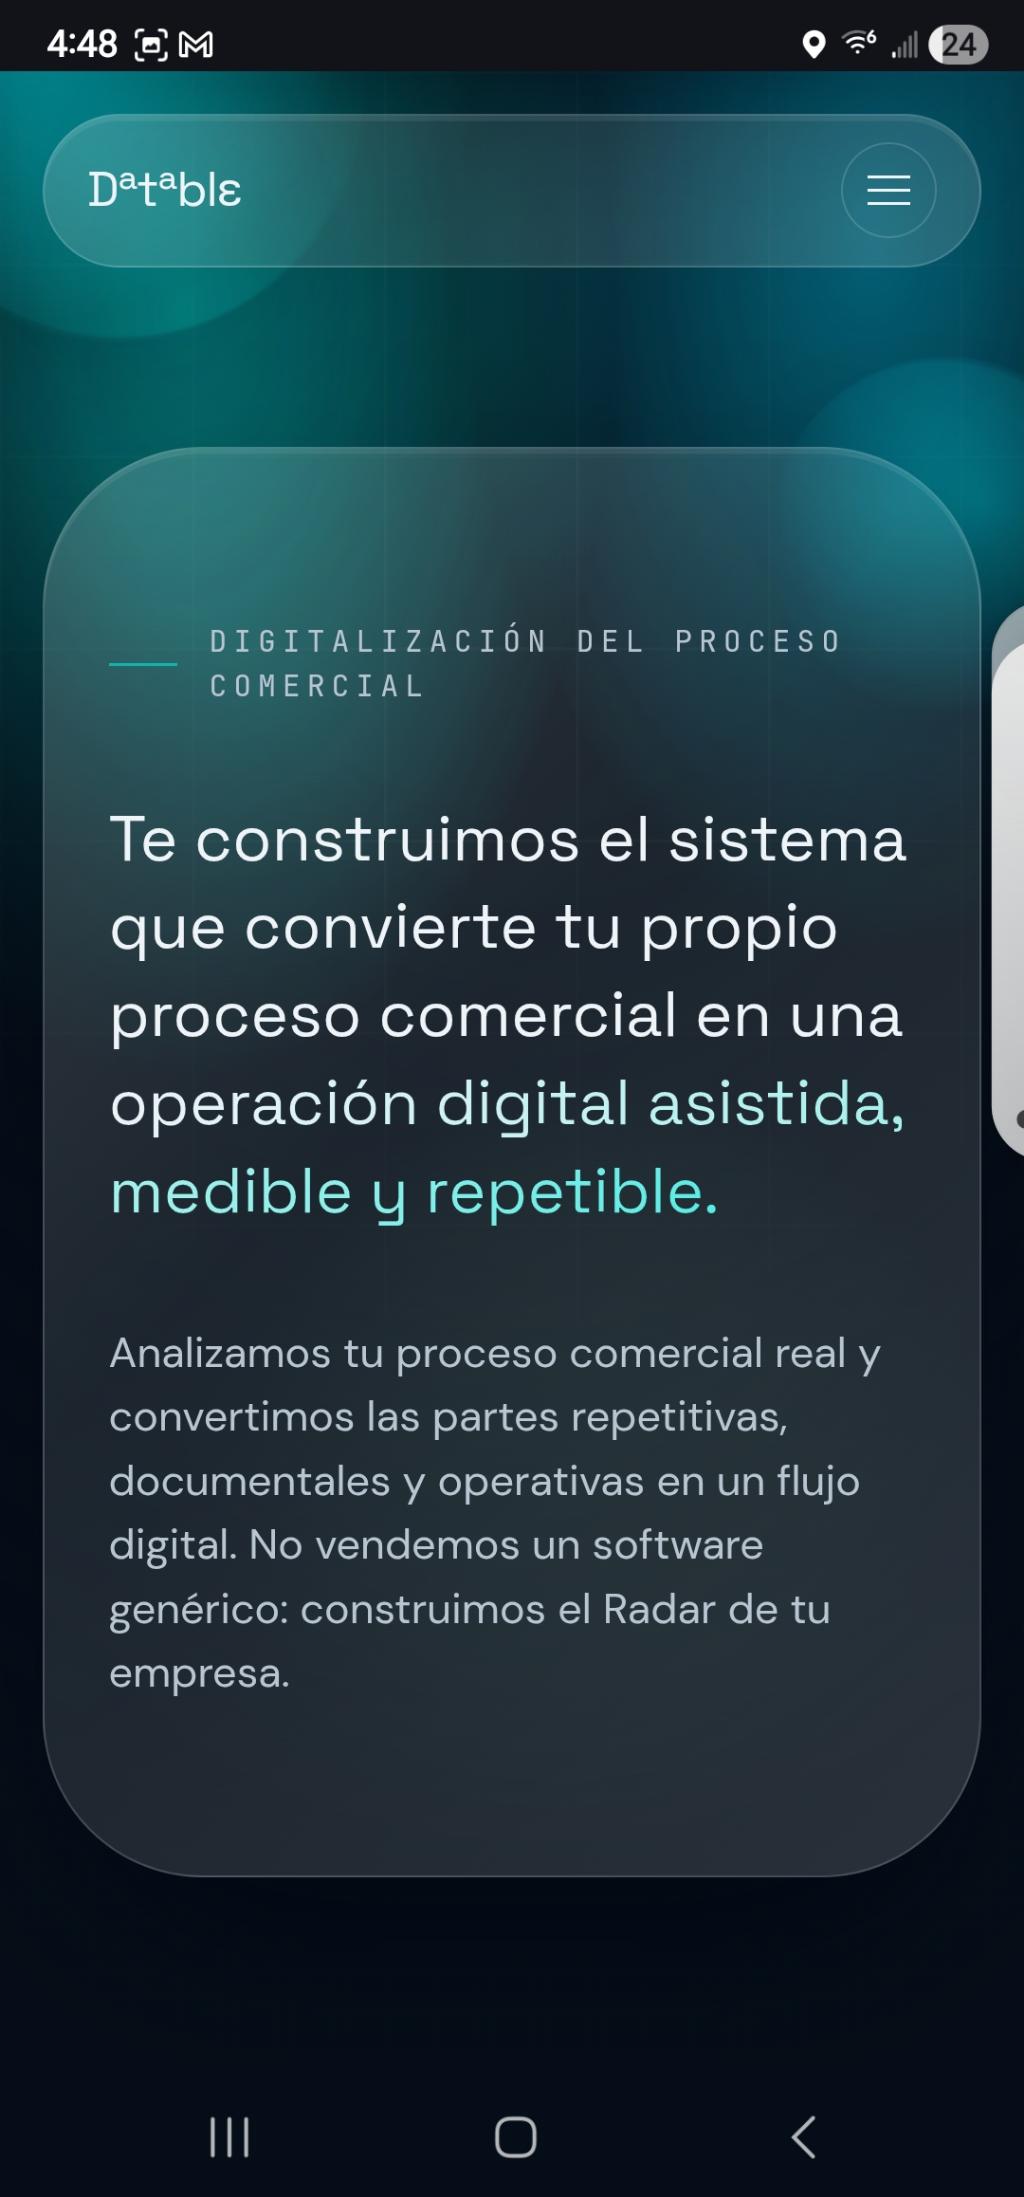 4:48
6
24
Dᵃtᵃblɛ
DIGITALIZACIÓN DEL PROCESO
COMERCIAL
Te construimos el sistema
que convierte tu propio
proceso comercial en una
operación digital asistida,
medible y repetible.
Analizamos tu proceso comercial real y
convertimos las partes repetitivas,
documentales y operativas en un flujo
digital. No vendemos un software
genérico: construimos el Radar de tu
empresa.